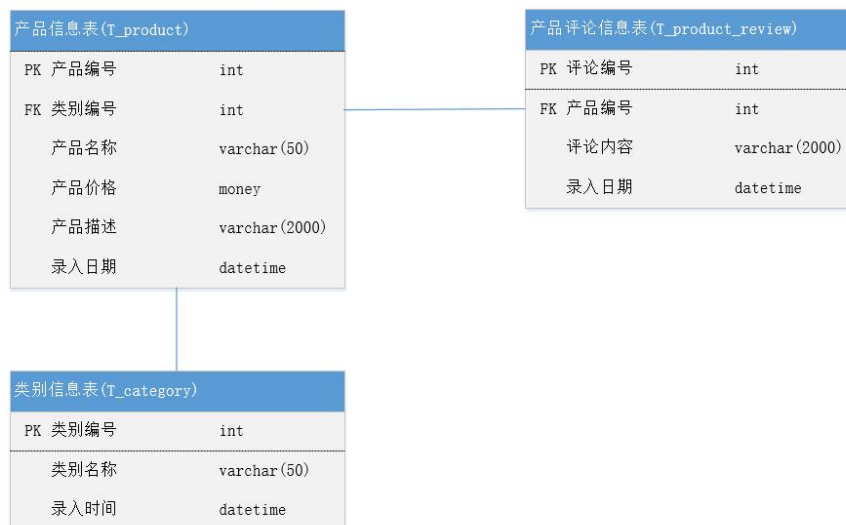 产品信息表(T_product)
PK 产品编号 int
FK 类别编号 int
产品名称 varchar(50)
产品价格 money
产品描述 varchar(2000)
录入日期 datetime
产品评论信息表(T_product_review)
PK 评论编号 int
FK 产品编号 int
评论内容 varchar(2000)
录入日期 datetime
类别信息表(T_category)
PK 类别编号 int
类别名称 varchar(50)
录入时间 datetime